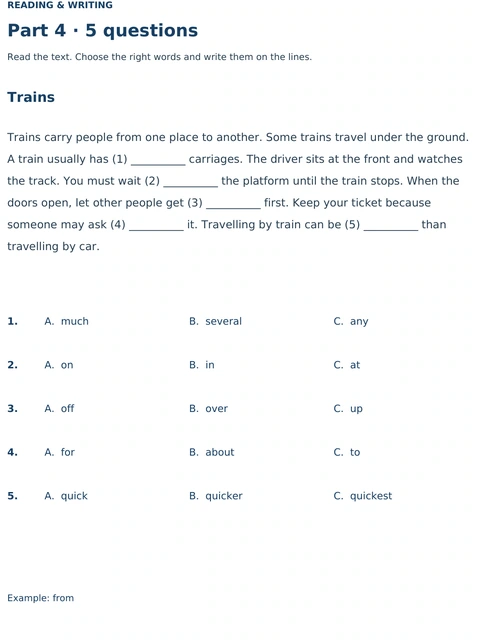 READING & WRITING
Part 4 · 5 questions
Read the text. Choose the right words and write them on the lines.
Trains
Trains carry people from one place to another. Some trains travel under the ground.
A train usually has (1) __________ carriages. The driver sits at the front and watches
the track. You must wait (2) __________ the platform until the train stops. When the
doors open, let other people get (3) __________ first. Keep your ticket because
someone may ask (4) __________ it. Travelling by train can be (5) __________ than
travelling by car.
1. A. much B. several C. any
2. A. on B. in C. at
3. A. off B. over C. up
4. A. for B. about C. to
5. A. quick B. quicker C. quickest
Example: from